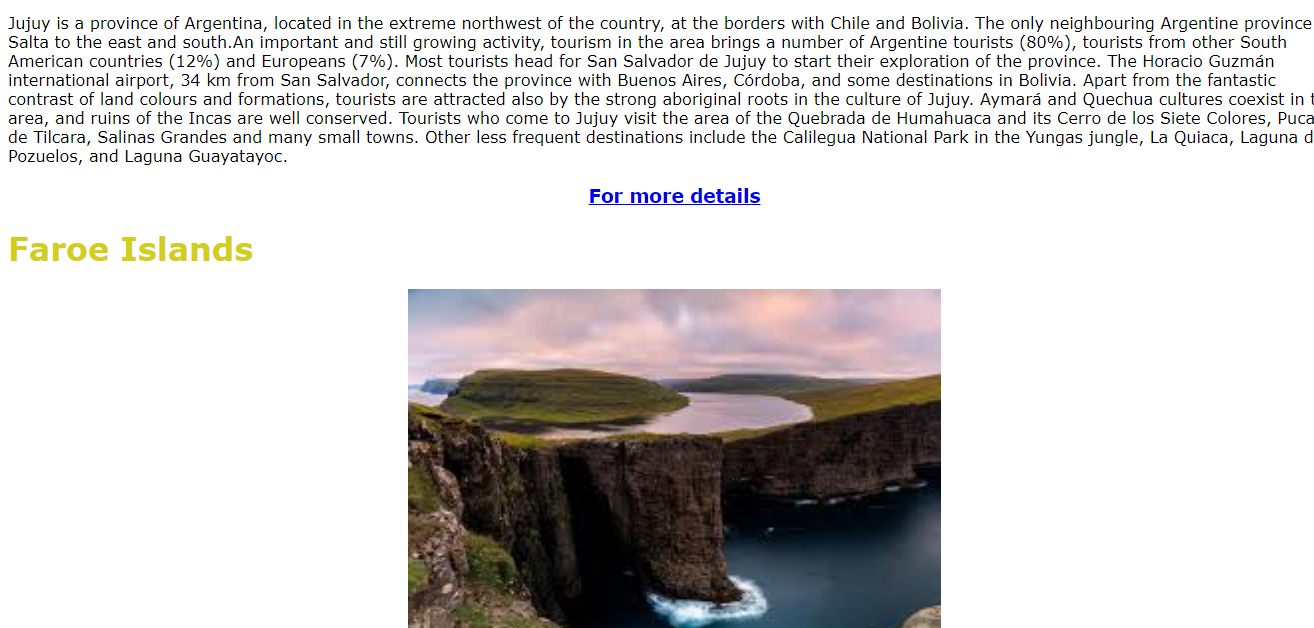 Jujuy is a province of Argentina, located in the extreme northwest of the country, at the borders with Chile and Bolivia. The only neighbouring Argentine province
Salta to the east and south.An important and still growing activity, tourism in the area brings a number of Argentine tourists (80%), tourists from other South
American countries (12%) and Europeans (7%). Most tourists head for San Salvador de Jujuy to start their exploration of the province. The Horacio Guzmán
international airport, 34 km from San Salvador, connects the province with Buenos Aires, Córdoba, and some destinations in Bolivia. Apart from the fantastic
contrast of land colours and formations, tourists are attracted also by the strong aboriginal roots in the culture of Jujuy. Aymará and Quechua cultures coexist in
area, and ruins of the Incas are well conserved. Tourists who come to Jujuy visit the area of the Quebrada de Humahuaca and its Cerro de los Siete Colores,
de Tilcara, Salinas Grandes and many small towns. Other less frequent destinations include the Calilegua National Park in the Yungas jungle, La Quiaca, Laguna
Pozuelos, and Laguna Guayatayoc.
For more details
Faroe Islands